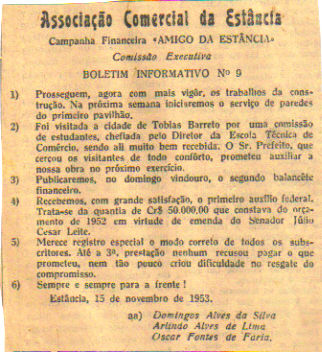 Associação Comercial da Estância
Campanha Financeira «AMIGO DA ESTÂNCIA»
Comissão Executiva
BOLETIM INFORMATIVO Nº 9
1) Prosseguem, agora com mais vigôr, os trabalhos da cons-
trução. Na próxima semana iniciaremos o serviço de paredes
do primeiro pavilhão.
2) Foi visitada a cidade de Tobias Barreto por uma comissão
de estudantes, chefiada pelo Diretor da Escola Técnica de
Comércio, sendo ali muito bem recebida. O Sr. Prefeito, que
cercou os visitantes de todo confôrto, prometeu auxiliar a
nossa obra no próximo exercício.
3) Publicaremos, no domingo vindouro, o segundo balancête
financeiro.
4) Recebemos, com grande satisfação, o primeiro auxílio federal.
Trata-se da quantia de Cr$ 50.000,00 que constava do orça-
mento de 1952 em virtude de emenda do Senador Júlio
Cesar Leite.
5) Merece registro especial o modo correto de todos os subs-
critores. Até a 3ª, prestação nenhum recusou pagar o que
prometeu, nem tão pouco criou dificuldade no resgate do
compromisso.
6) Sempre e sempre para a frente !
Estância, 15 de novembro de 1953.
aa) Domingos Alves da Silva
Arlindo Alves de Lima
Oscar Fontes de Faria.